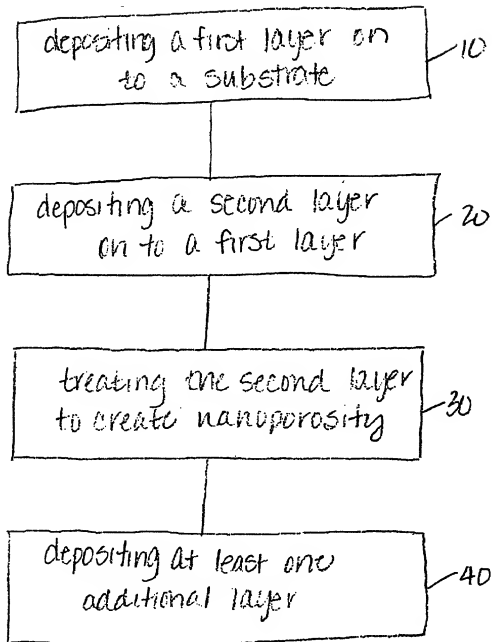 depositing a first layer on
to a substrate
10
depositing a second layer
on to a first layer
20
treating the second layer
to create nanoporosity
30
depositing at least one
additional layer
40